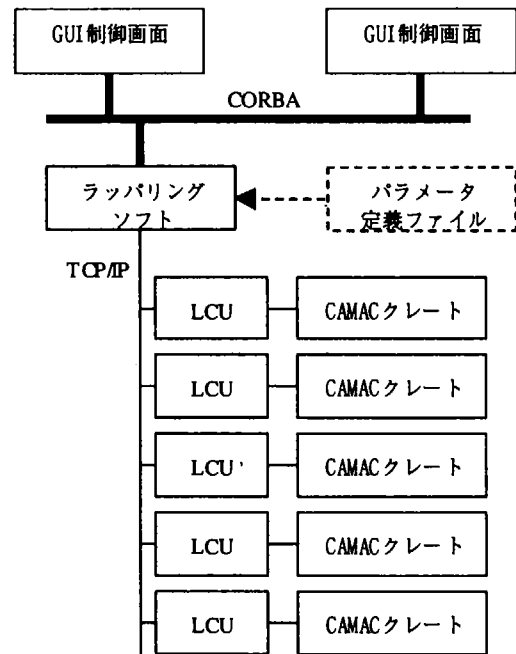 GUI制御画面
GUI制御画面
CORBA
ラッパリング
ソフト
パラメータ
定義ファイル
TCP/IP
LCU
CAMACクレート
LCU
CAMACクレート
LCU
CAMACクレート
LCU
CAMACクレート
LCU
CAMACクレート